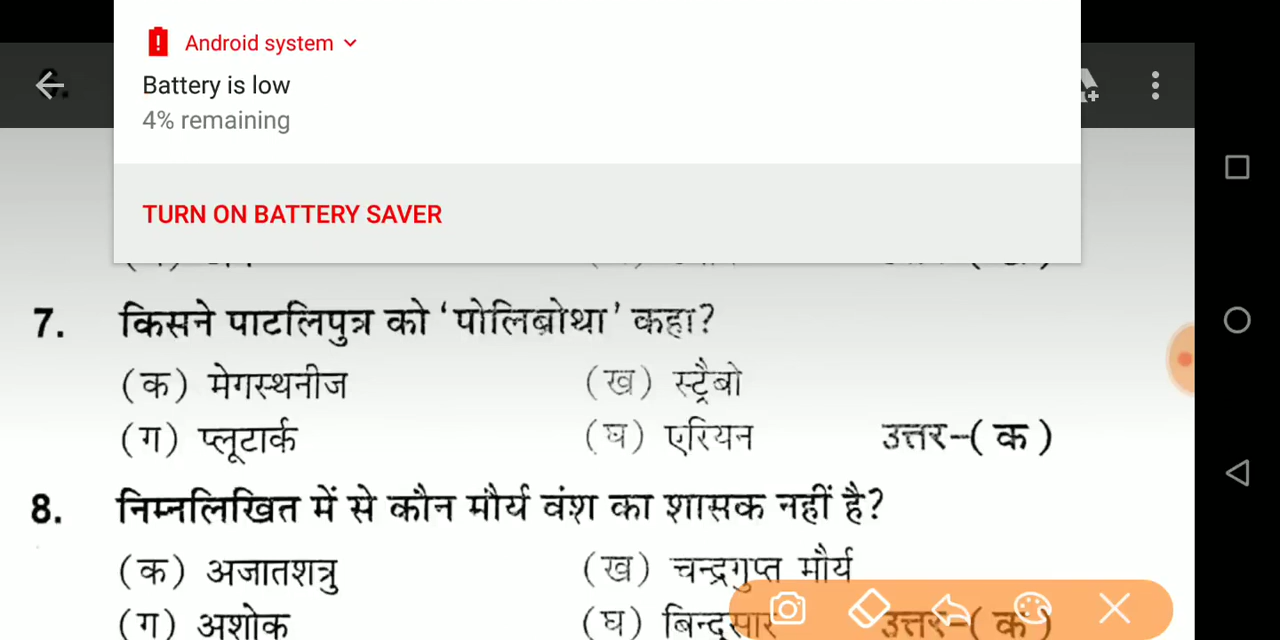 Android system
Battery is low
4% remaining
TURN ON BATTERY SAVER
7. किसने पाटलिपुत्र को ‘पोलिब्रोथा’ कहा?
(क) मेगस्थनीज (ख) स्ट्रैबो
(ग) प्लूटार्क (घ) एरियन उत्तर–( क )
8. निम्नलिखित में से कौन मौर्य वंश का शासक नहीं है?
(क) अजातशत्रु (ख) चन्द्रगुप्त मौर्य
(ग) अशोक (घ) बिन्दुसार उत्तर–( क )